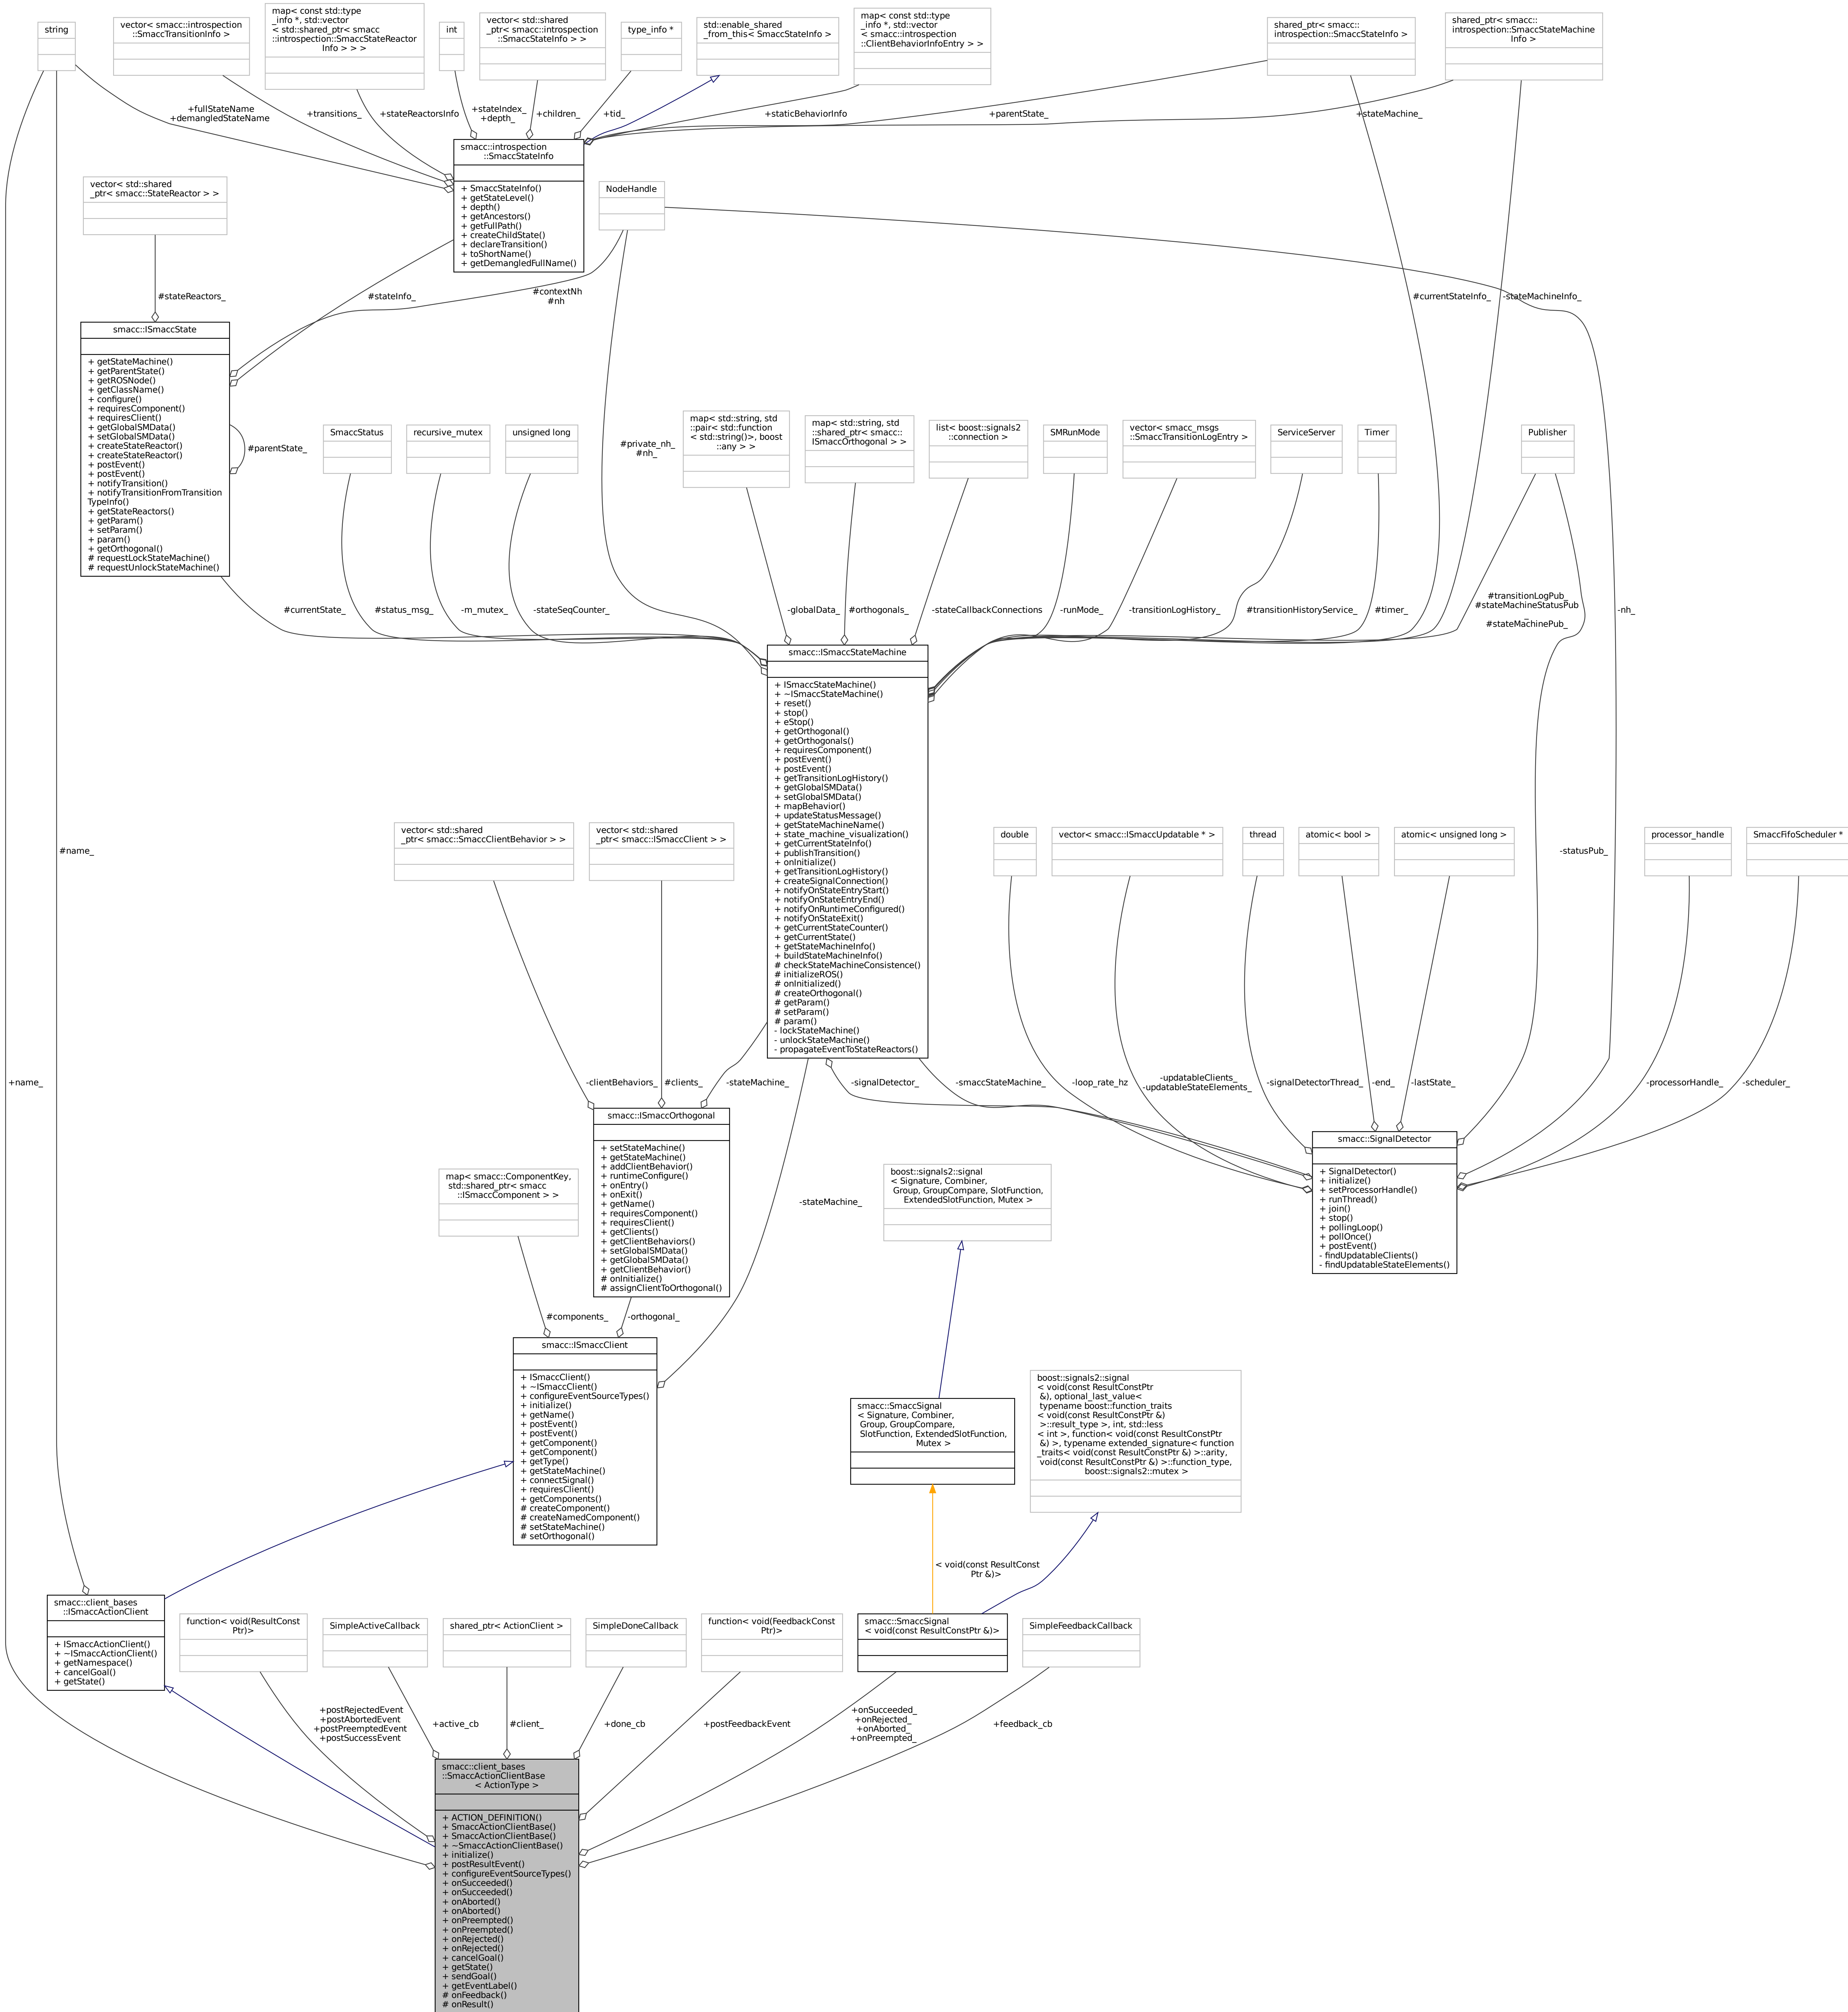 string
vector< smacc::introspection
::SmaccTransitionInfo >
map< const std::type
_info *, std::vector
< std::shared_ptr< smacc
::introspection::SmaccStateReactor
Info > > >
int
vector< std::shared
_ptr< smacc::introspection
::SmaccStateInfo > >
type_info *
std::enable_shared
_from_this< SmaccStateInfo >
map< const std::type
_info *, std::vector
< smacc::introspection
::ClientBehaviorInfoEntry > >
shared_ptr< smacc::
introspection::SmaccStateInfo >
shared_ptr< smacc::
introspection::SmaccStateMachine
Info >
+fullStateName
+demangledStateName
+transitions_
+stateReactorsInfo
+stateIndex_
+depth_
+children_
+tid_
+staticBehaviorInfo
+parentState_
+stateMachine_
smacc::introspection
::SmaccStateInfo
+ SmaccStateInfo()
+ getStateLevel()
+ depth()
+ getAncestors()
+ getFullPath()
+ createChildState()
+ declareTransition()
+ toShortName()
+ getDemangledFullName()
vector< std::shared
_ptr< smacc::StateReactor > >
NodeHandle
#stateReactors_
#stateInfo_
#contextNh
#nh
#currentStateInfo_
-stateMachineInfo_
smacc::ISmaccState
+ getStateMachine()
+ getParentState()
+ getROSNode()
+ getClassName()
+ configure()
+ requiresComponent()
+ requiresClient()
+ getGlobalSMData()
+ setGlobalSMData()
+ createStateReactor()
+ createStateReactor()
+ postEvent()
+ postEvent()
+ notifyTransition()
+ notifyTransitionFromTransition
TypeInfo()
+ getStateReactors()
+ getParam()
+ setParam()
+ param()
+ getOrthogonal()
# requestLockStateMachine()
# requestUnlockStateMachine()
#parentState_
SmaccStatus
recursive_mutex
unsigned long
#private_nh_
#nh_
map< std::string, std
::pair< std::function
< std::string()>, boost
::any > >
map< std::string, std
::shared_ptr< smacc::
ISmaccOrthogonal > >
list< boost::signals2
::connection >
SMRunMode
vector< smacc_msgs
::SmaccTransitionLogEntry >
ServiceServer
Timer
Publisher
#currentState_
#status_msg_
-m_mutex_
-stateSeqCounter_
-globalData_
#orthogonals_
-stateCallbackConnections
-runMode_
-transitionLogHistory_
#transitionHistoryService_
#timer_
#transitionLogPub_
#stateMachineStatusPub
_
#stateMachinePub_
-nh_
smacc::ISmaccStateMachine
+ ISmaccStateMachine()
+ ~ISmaccStateMachine()
+ reset()
+ stop()
+ eStop()
+ getOrthogonal()
+ getOrthogonals()
+ requiresComponent()
+ postEvent()
+ postEvent()
+ getTransitionLogHistory()
+ getGlobalSMData()
+ setGlobalSMData()
+ mapBehavior()
+ updateStatusMessage()
+ getStateMachineName()
+ state_machine_visualization()
+ getCurrentStateInfo()
+ publishTransition()
+ onInitialize()
+ getTransitionLogHistory()
+ createSignalConnection()
+ notifyOnStateEntryStart()
+ notifyOnStateEntryEnd()
+ notifyOnRuntimeConfigured()
+ notifyOnStateExit()
+ getCurrentStateCounter()
+ getCurrentState()
+ getStateMachineInfo()
+ buildStateMachineInfo()
# checkStateMachineConsistence()
# initializeROS()
# onInitialized()
# createOrthogonal()
# getParam()
# setParam()
# param()
- lockStateMachine()
- unlockStateMachine()
- propagateEventToStateReactors()
#name_
vector< std::shared
_ptr< smacc::SmaccClientBehavior > >
vector< std::shared
_ptr< smacc::ISmaccClient > >
double
vector< smacc::ISmaccUpdatable * >
thread
atomic< bool >
atomic< unsigned long >
-statusPub_
processor_handle
SmaccFifoScheduler *
+name_
-clientBehaviors_
#clients_
-stateMachine_
-signalDetector_
-smaccStateMachine_
-loop_rate_hz
-updatableClients_
-updatableStateElements_
-signalDetectorThread_
-end_
-lastState_
-processorHandle_
-scheduler_
smacc::ISmaccOrthogonal
+ setStateMachine()
+ getStateMachine()
+ addClientBehavior()
+ runtimeConfigure()
+ onEntry()
+ onExit()
+ getName()
+ requiresComponent()
+ requiresClient()
+ getClients()
+ getClientBehaviors()
+ setGlobalSMData()
+ getGlobalSMData()
+ getClientBehavior()
# onInitialize()
# assignClientToOrthogonal()
smacc::SignalDetector
+ SignalDetector()
+ initialize()
+ setProcessorHandle()
+ runThread()
+ join()
+ stop()
+ pollingLoop()
+ pollOnce()
+ postEvent()
- findUpdatableClients()
- findUpdatableStateElements()
map< smacc::ComponentKey,
std::shared_ptr< smacc
::ISmaccComponent > >
-stateMachine_
boost::signals2::signal
< Signature, Combiner,
Group, GroupCompare, SlotFunction,
ExtendedSlotFunction, Mutex >
#components_
-orthogonal_
smacc::ISmaccClient
+ ISmaccClient()
+ ~ISmaccClient()
+ configureEventSourceTypes()
+ initialize()
+ getName()
+ postEvent()
+ postEvent()
+ getComponent()
+ getComponent()
+ getType()
+ getStateMachine()
+ connectSignal()
+ requiresClient()
+ getComponents()
# createComponent()
# createNamedComponent()
# setStateMachine()
# setOrthogonal()
smacc::SmaccSignal
< Signature, Combiner,
Group, GroupCompare,
SlotFunction, ExtendedSlotFunction,
Mutex >
boost::signals2::signal
< void(const ResultConstPtr
&), optional_last_value<
typename boost::function_traits
< void(const ResultConstPtr &)
>::result_type >, int, std::less
< int >, function< void(const ResultConstPtr
&) >, typename extended_signature< function
_traits< void(const ResultConstPtr &) >::arity,
void(const ResultConstPtr &) >::function_type,
boost::signals2::mutex >
< void(const ResultConst
Ptr &)>
smacc::client_bases
::ISmaccActionClient
+ ISmaccActionClient()
+ ~ISmaccActionClient()
+ getNamespace()
+ cancelGoal()
+ getState()
function< void(ResultConst
Ptr)>
SimpleActiveCallback
shared_ptr< ActionClient >
SimpleDoneCallback
function< void(FeedbackConst
Ptr)>
smacc::SmaccSignal
< void(const ResultConstPtr &)>
SimpleFeedbackCallback
+postRejectedEvent
+postAbortedEvent
+postPreemptedEvent
+postSuccessEvent
+active_cb
#client_
+done_cb
+postFeedbackEvent
+onSucceeded_
+onRejected_
+onAborted_
+onPreempted_
+feedback_cb
smacc::client_bases
::SmaccActionClientBase
< ActionType >
+ ACTION_DEFINITION()
+ SmaccActionClientBase()
+ SmaccActionClientBase()
+ ~SmaccActionClientBase()
+ initialize()
+ postResultEvent()
+ configureEventSourceTypes()
+ onSucceeded()
+ onSucceeded()
+ onAborted()
+ onAborted()
+ onPreempted()
+ onPreempted()
+ onRejected()
+ onRejected()
+ cancelGoal()
+ getState()
+ sendGoal()
+ getEventLabel()
# onFeedback()
# onResult()